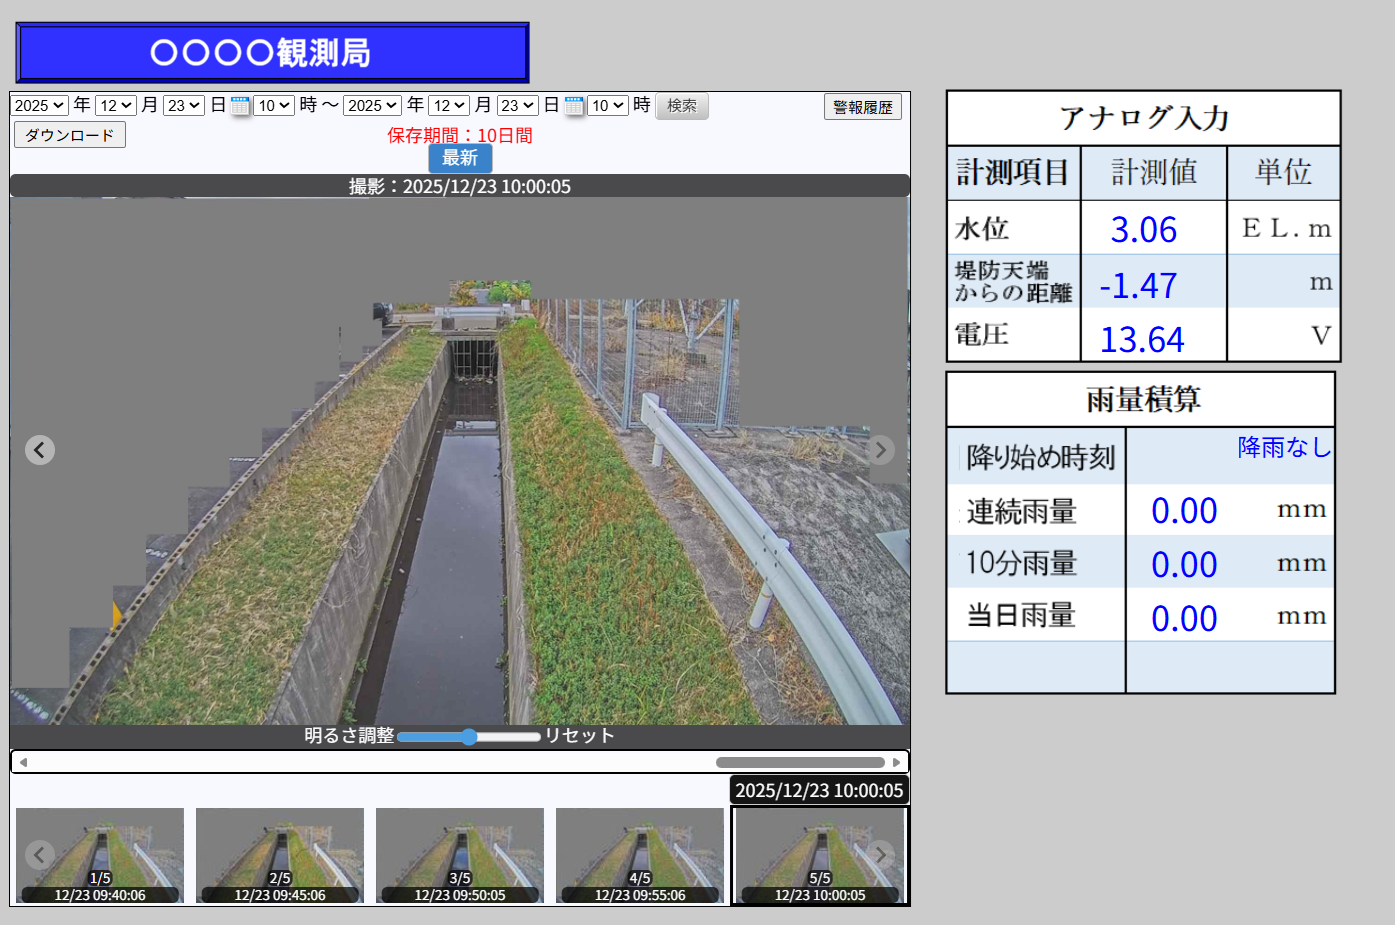 ○○○○観測局
2025 年 12 月 23 日 10 時 ～ 2025 年 12 月 23 日 10 時 検索 警報履歴
ダウンロード
保存期間：10日間
最新
撮影：2025/12/23 10:00:05
明るさ調整 リセット
2025/12/23 10:00:05
1/5
12/23 09:40:06
2/5
12/23 09:45:06
3/5
12/23 09:50:05
4/5
12/23 09:55:06
5/5
12/23 10:00:05
アナログ入力
計測項目 計測値 単位
水位 3.06 ＥＬ.ｍ
堤防天端
からの距離 -1.47 ｍ
電圧 13.64 Ｖ
雨量積算
降り始め時刻 降雨なし
連続雨量 0.00 mm
10分雨量 0.00 mm
当日雨量 0.00 mm